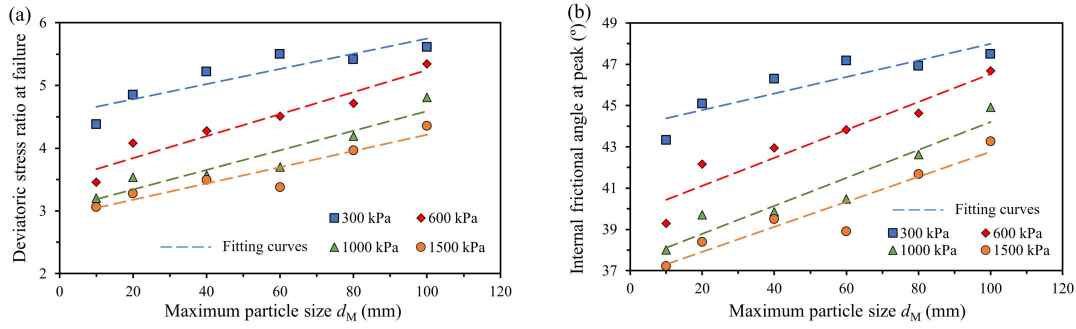 (a)
Deviatoric stress ratio at failure
6
5
4
3
2
300 kPa
600 kPa
Fitting curves
1000 kPa
1500 kPa
0
20
40
60
80
100
120
Maximum particle size dM (mm)
(b)
Internal frictional angle at peak (°)
49
47
45
43
41
39
37
Fitting curves
300 kPa
600 kPa
1000 kPa
1500 kPa
0
20
40
60
80
100
120
Maximum particle size dM (mm)